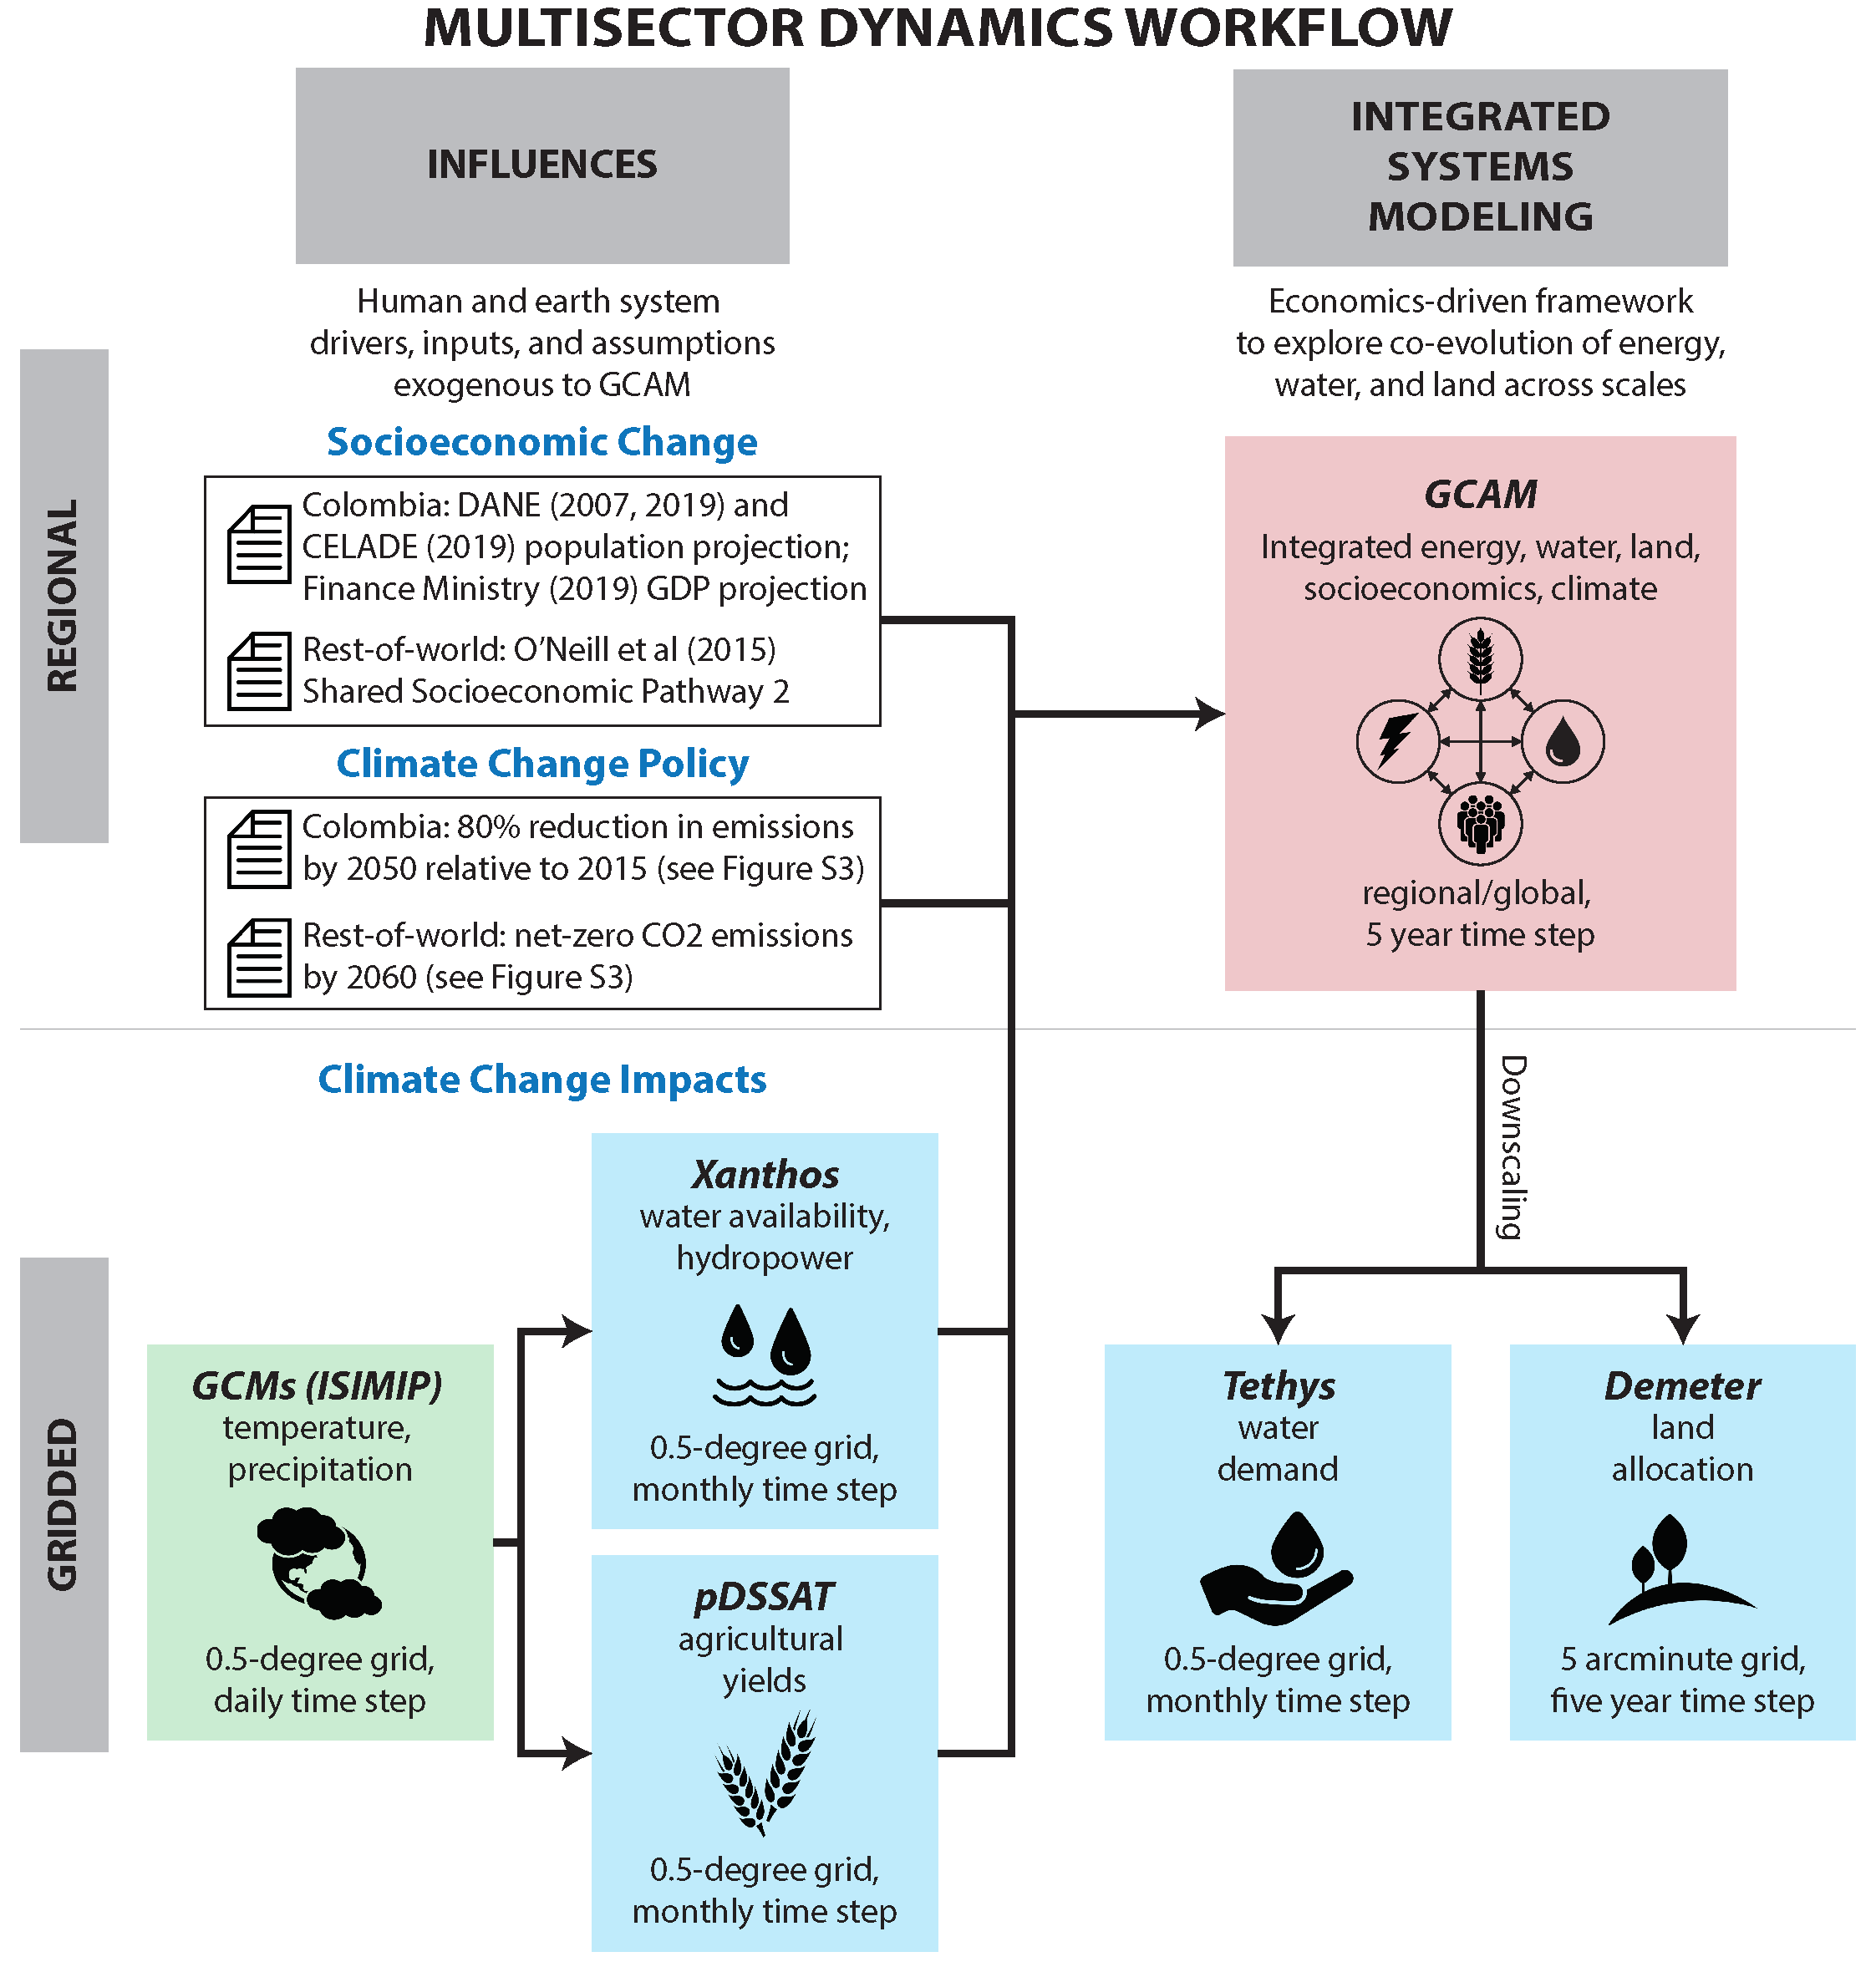 MULTISECTOR DYNAMICS WORKFLOW
INFLUENCES
Human and earth system
drivers, inputs, and assumptions
exogenous to GCAM
INTEGRATED
SYSTEMS
MODELING
Economics-driven framework
to explore co-evolution of energy,
water, and land across scales
REGIONAL
Socioeconomic Change
Colombia: DANE (2007, 2019) and
CELADE (2019) population projection;
Finance Ministry (2019) GDP projection
Rest-of-world: O’Neill et al (2015)
Shared Socioeconomic Pathway 2
Climate Change Policy
Colombia: 80% reduction in emissions
by 2050 relative to 2015 (see Figure S3)
Rest-of-world: net-zero CO2 emissions
by 2060 (see Figure S3)
GCAM
Integrated energy, water, land,
socioeconomics, climate
regional/global,
5 year time step
Downscaling
GRIDDED
Climate Change Impacts
GCMs (ISIMIP)
temperature,
precipitation
0.5-degree grid,
daily time step
Xanthos
water availability,
hydropower
0.5-degree grid,
monthly time step
pDSSAT
agricultural
yields
0.5-degree grid,
monthly time step
Tethys
water
demand
0.5-degree grid,
monthly time step
Demeter
land
allocation
5 arcminute grid,
five year time step